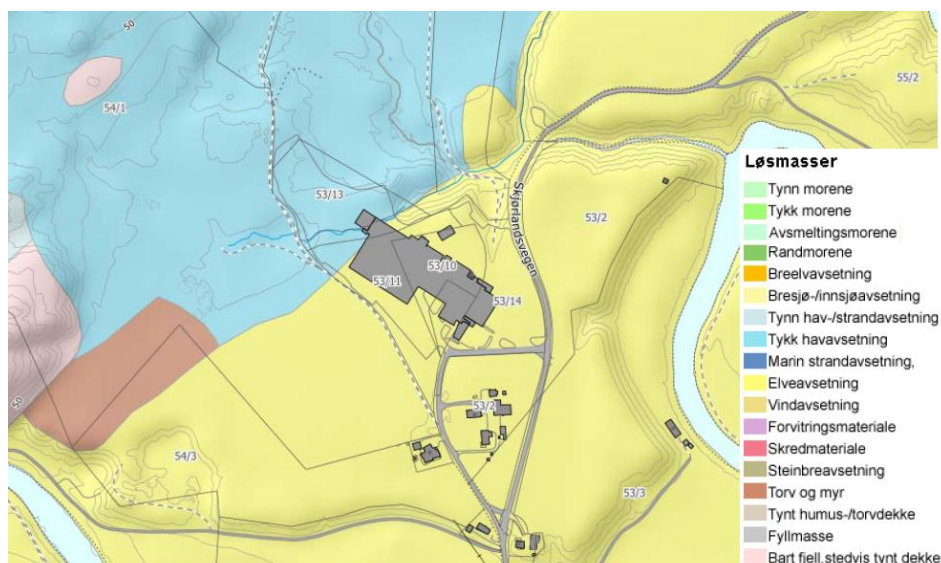 50
54/1
55/2
53/13
Skjørlandsvegen
53/2
53/10
53/11
53/14
53/2
54/3
53/3
50
Løsmasser
Tynn morene
Tykk morene
Avsmeltingsmorene
Randmorene
Breelvavsetning
Bresjø-/innsjøavsetning
Tynn hav-/strandavsetning
Tykk havavsetning
Marin strandavsetning,
Elveavsetning
Vindavsetning
Forvitringsmateriale
Skredmateriale
Steinbreavsetning
Torv og myr
Tynt humus-/torvdekke
Fyllmasse
Bart fjell,stedvis tynt dekke